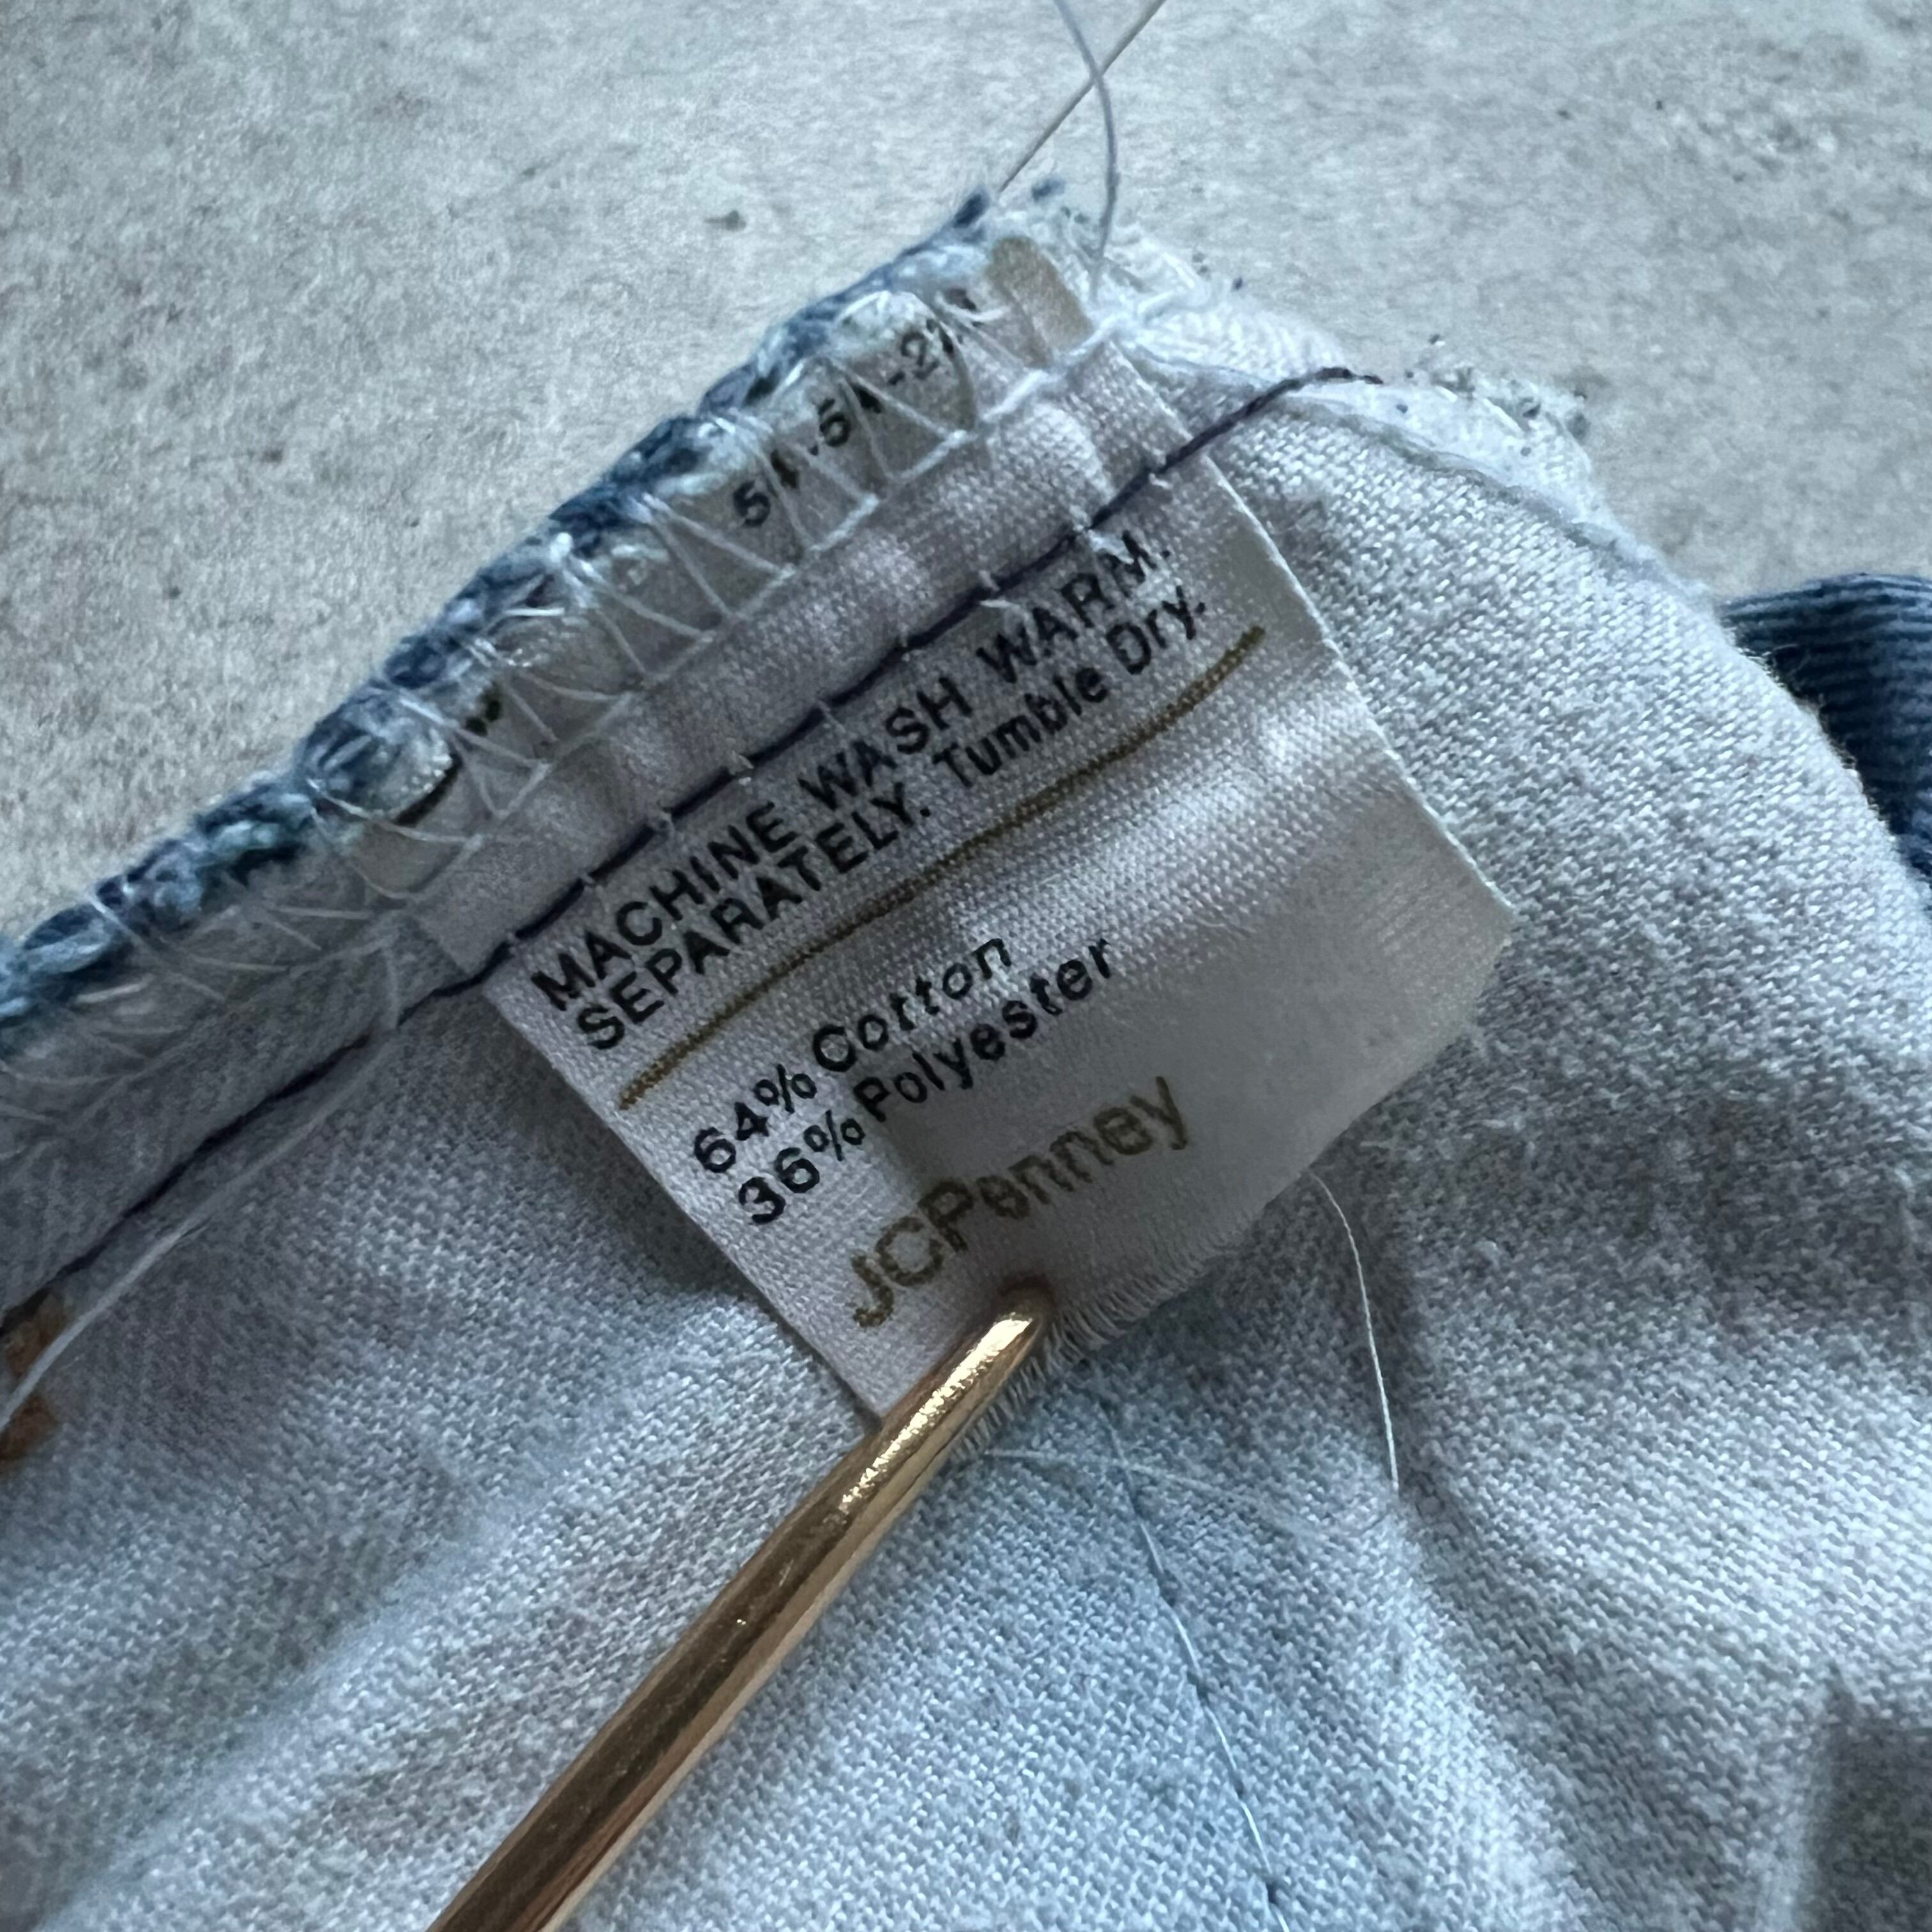 MACHINE WASH WARM.
SEPARATELY. Tumble Dry.
64% Cotton
36% Polyester
JCPenney